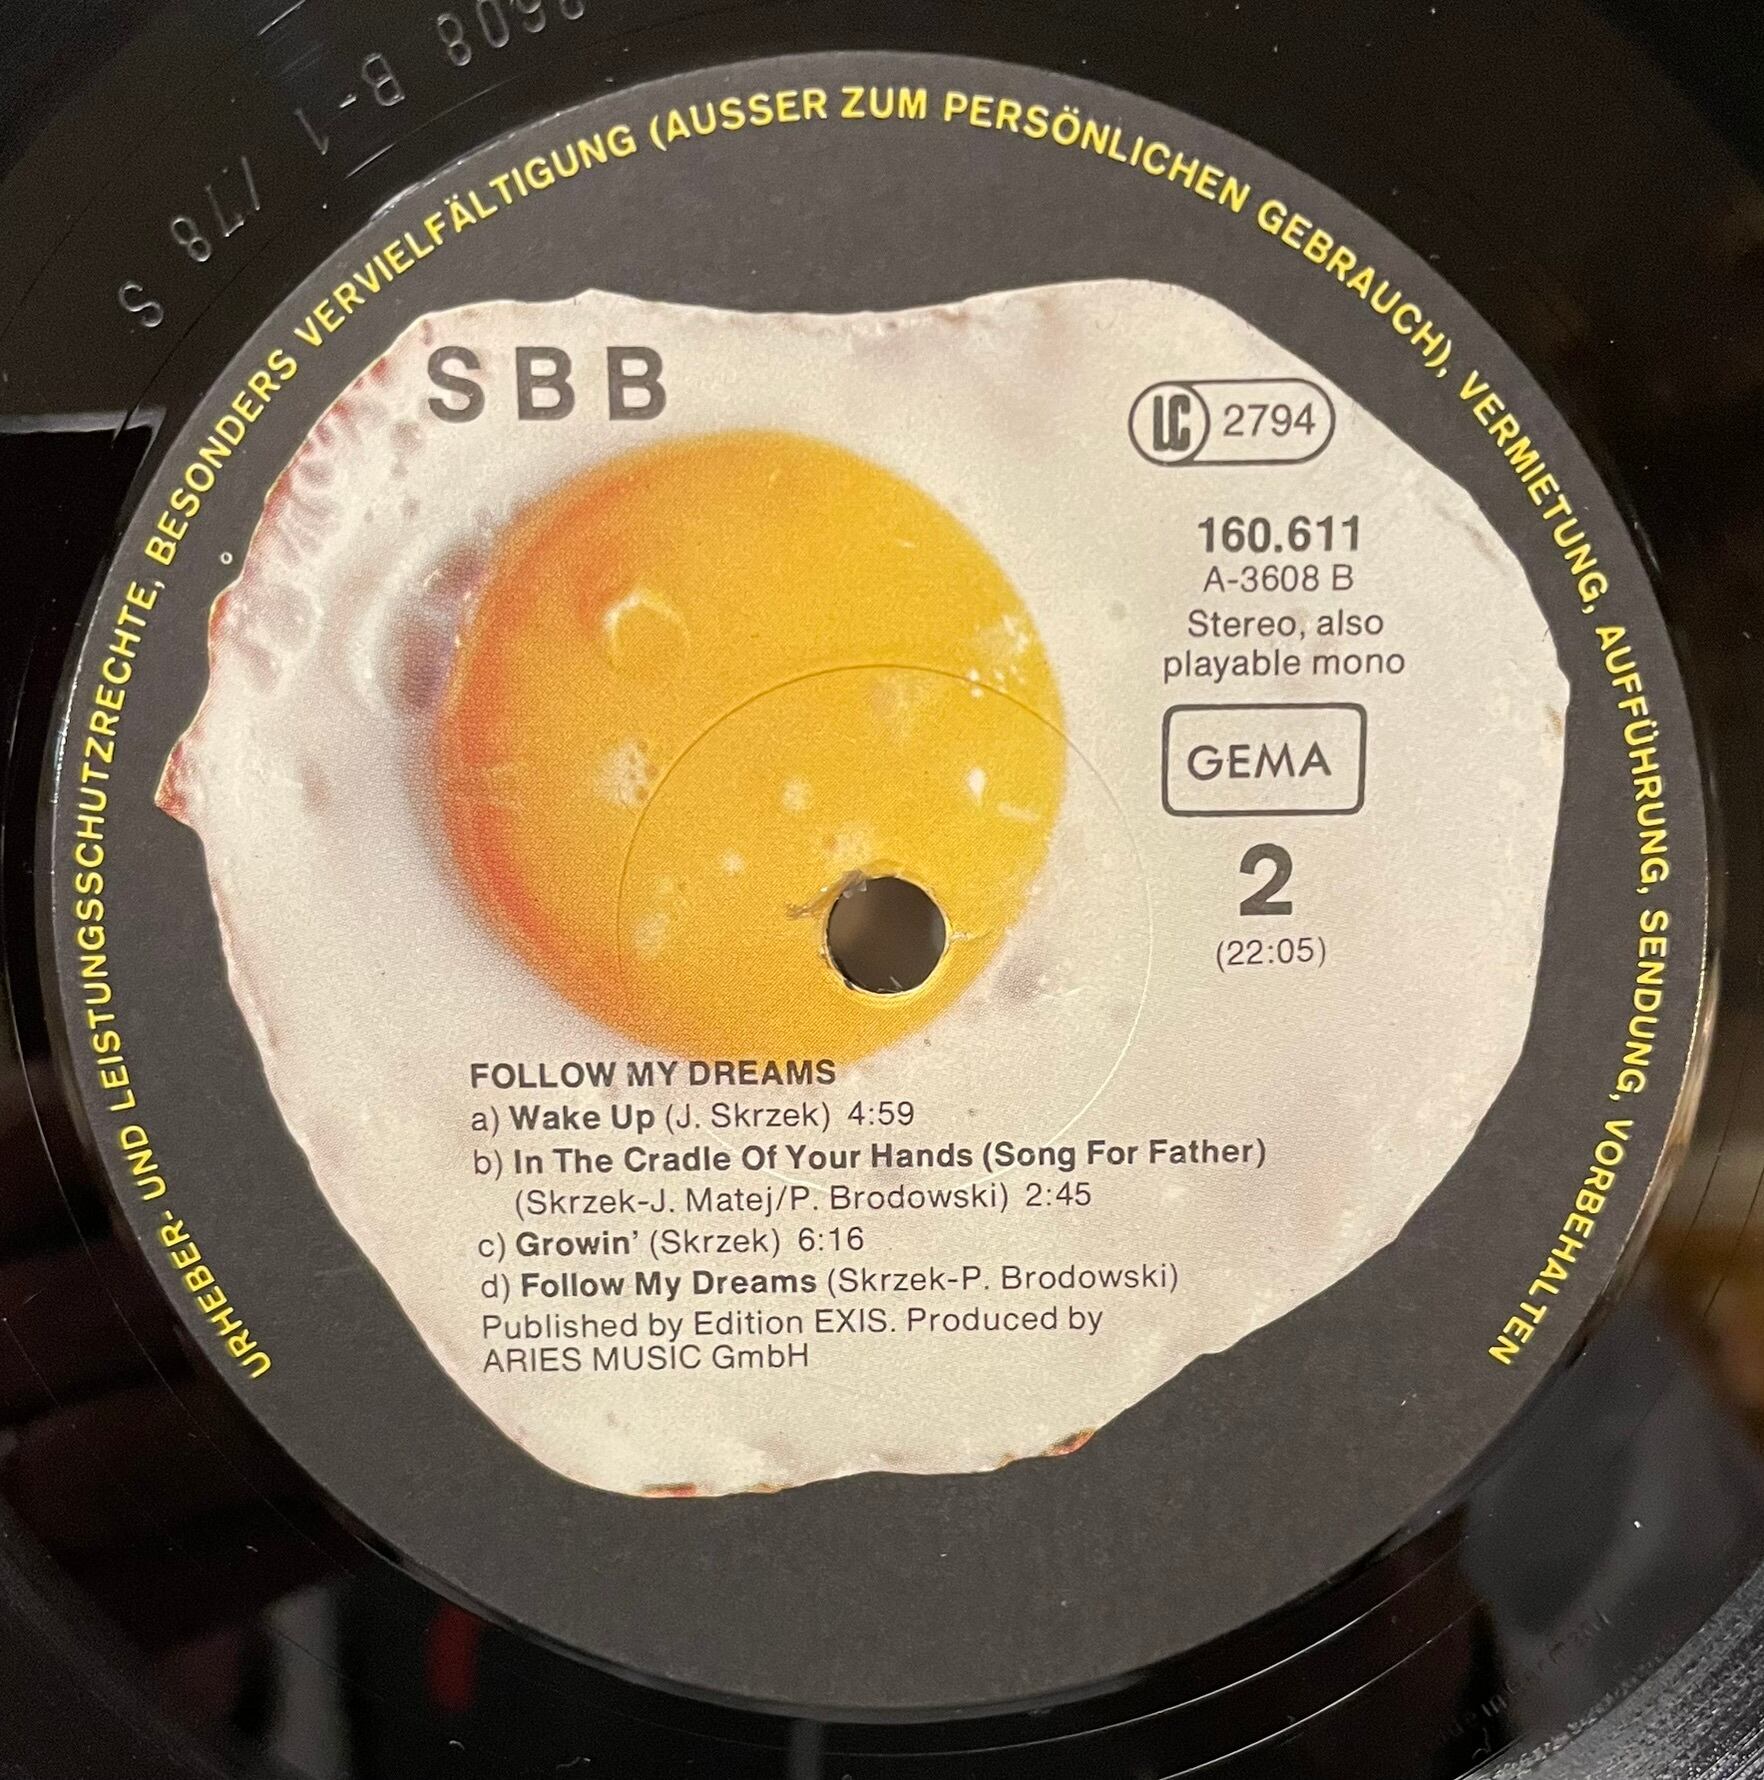 3608 B-1 /78 S
URHEBER- UND LEISTUNGSSCHUTZRECHTE, BESONDERS VERVIELFÄLTIGUNG (AUSSER ZUM PERSÖNLICHEN GEBRAUCH), VERMIETUNG, AUFFÜHRUNG, SENDUNG, VORBEHALTEN
SBB
LC 2794
160.611
A-3608 B
Stereo, also
playable mono
GEMA
2
(22:05)
FOLLOW MY DREAMS
a) Wake Up (J. Skrzek) 4:59
b) In The Cradle Of Your Hands (Song For Father)
(Skrzek-J. Matej/P. Brodowski) 2:45
c) Growin' (Skrzek) 6:16
d) Follow My Dreams (Skrzek-P. Brodowski)
Published by Edition EXIS. Produced by
ARIES MUSIC GmbH